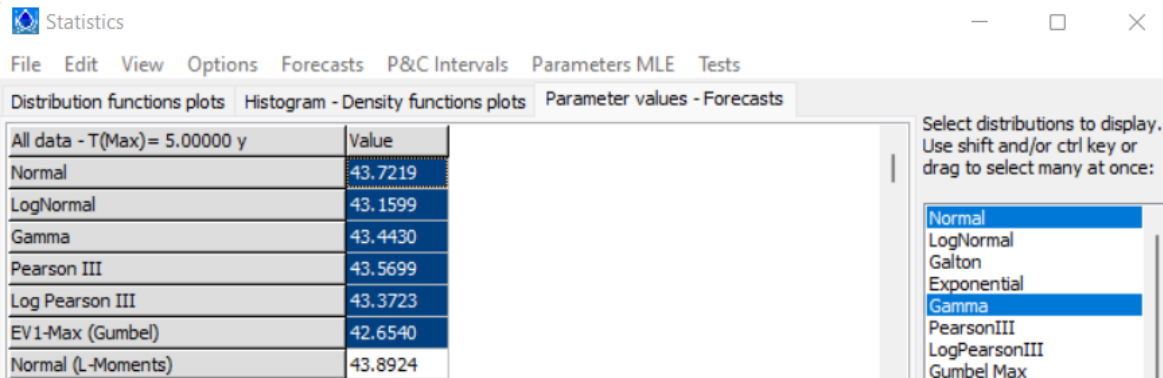 Statistics
File Edit View Options Forecasts P&C Intervals Parameters MLE Tests
Distribution functions plots Histogram - Density functions plots Parameter values - Forecasts
All data - T(Max)= 5.00000 y Value
Normal 43.7219
LogNormal 43.1599
Gamma 43.4430
Pearson III 43.5699
Log Pearson III 43.3723
EV1-Max (Gumbel) 42.6540
Normal (L-Moments) 43.8924
Select distributions to display.
Use shift and/or ctrl key or
drag to select many at once:
Normal
LogNormal
Galton
Exponential
Gamma
PearsonIII
LogPearsonIII
Gumbel Max